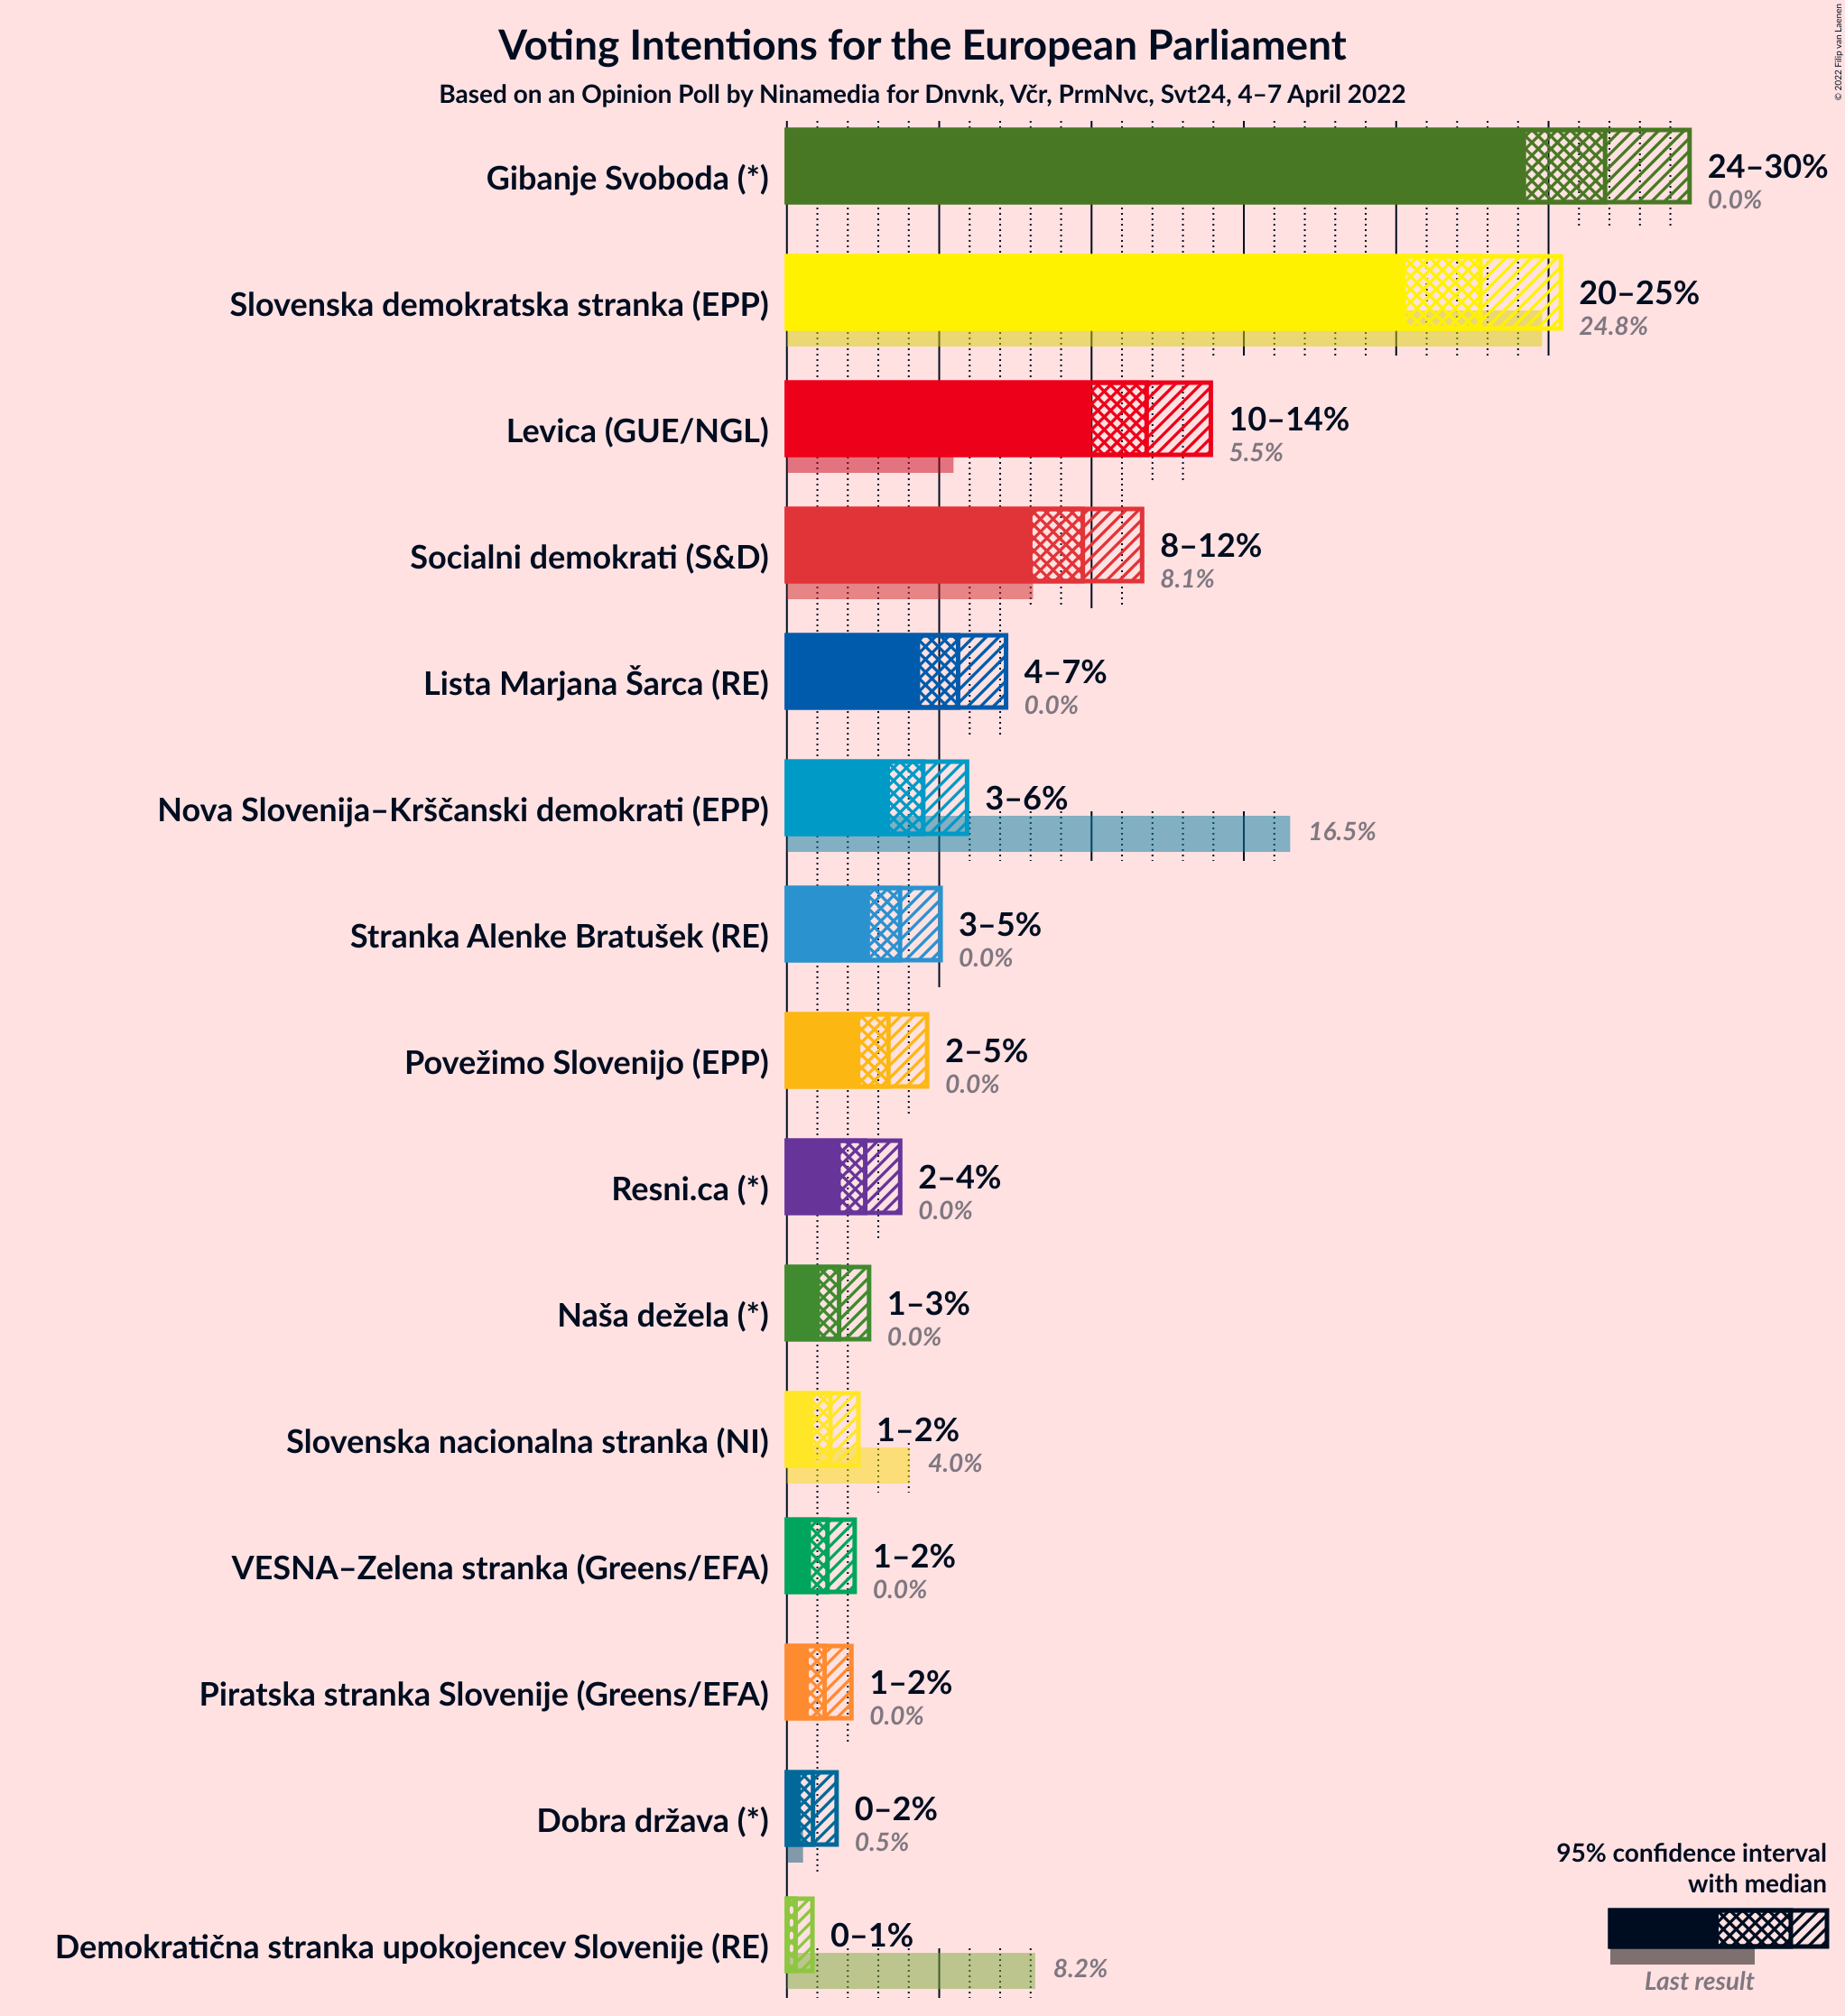 © 2022 Filip van Laenen
Voting Intentions for the European Parliament
Based on an Opinion Poll by Ninamedia for Dnvnk, Včr, PrmNvc, Svt24, 4–7 April 2022
Gibanje Svoboda (*)
24–30%
0.0%
Slovenska demokratska stranka (EPP)
20–25%
24.8%
Levica (GUE/NGL)
10–14%
5.5%
Socialni demokrati (S&D)
8–12%
8.1%
Lista Marjana Šarca (RE)
4–7%
0.0%
Nova Slovenija–Krščanski demokrati (EPP)
3–6%
16.5%
Stranka Alenke Bratušek (RE)
3–5%
0.0%
Povežimo Slovenijo (EPP)
2–5%
0.0%
Resni.ca (*)
2–4%
0.0%
Naša dežela (*)
1–3%
0.0%
Slovenska nacionalna stranka (NI)
1–2%
4.0%
VESNA–Zelena stranka (Greens/EFA)
1–2%
0.0%
Piratska stranka Slovenije (Greens/EFA)
1–2%
0.0%
Dobra država (*)
0–2%
0.5%
Demokratična stranka upokojencev Slovenije (RE)
0–1%
8.2%
95% confidence interval
with median
Last result